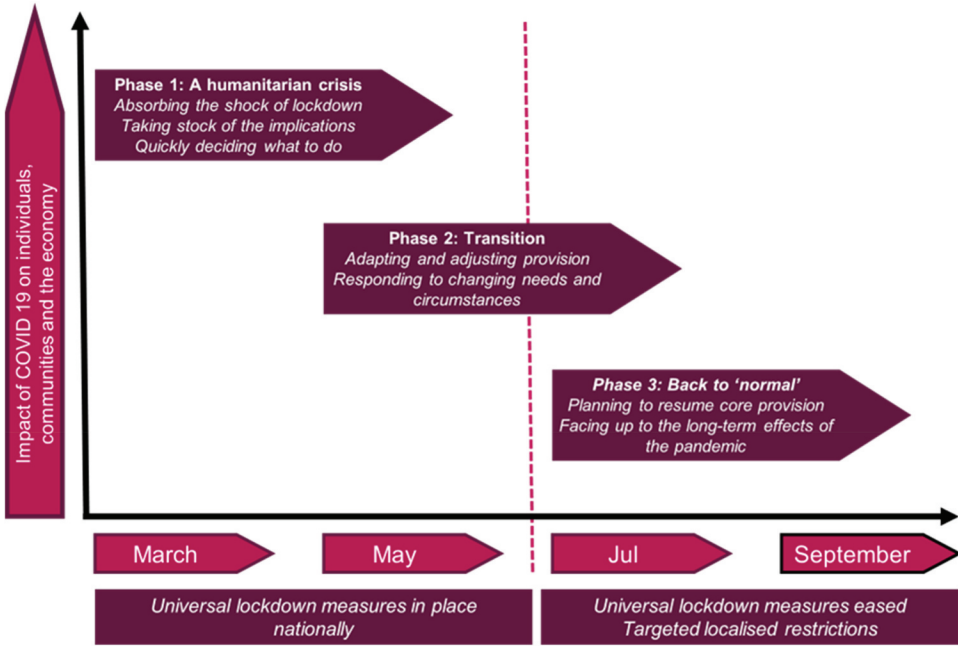 Impact of COVID 19 on individuals,
communities and the economy
Phase 1: A humanitarian crisis
Absorbing the shock of lockdown
Taking stock of the implications
Quickly deciding what to do
Phase 2: Transition
Adapting and adjusting provision
Responding to changing needs and
circumstances
Phase 3: Back to ‘normal’
Planning to resume core provision
Facing up to the long-term effects of
the pandemic
March
May
Jul
September
Universal lockdown measures in place
nationally
Universal lockdown measures eased
Targeted localised restrictions